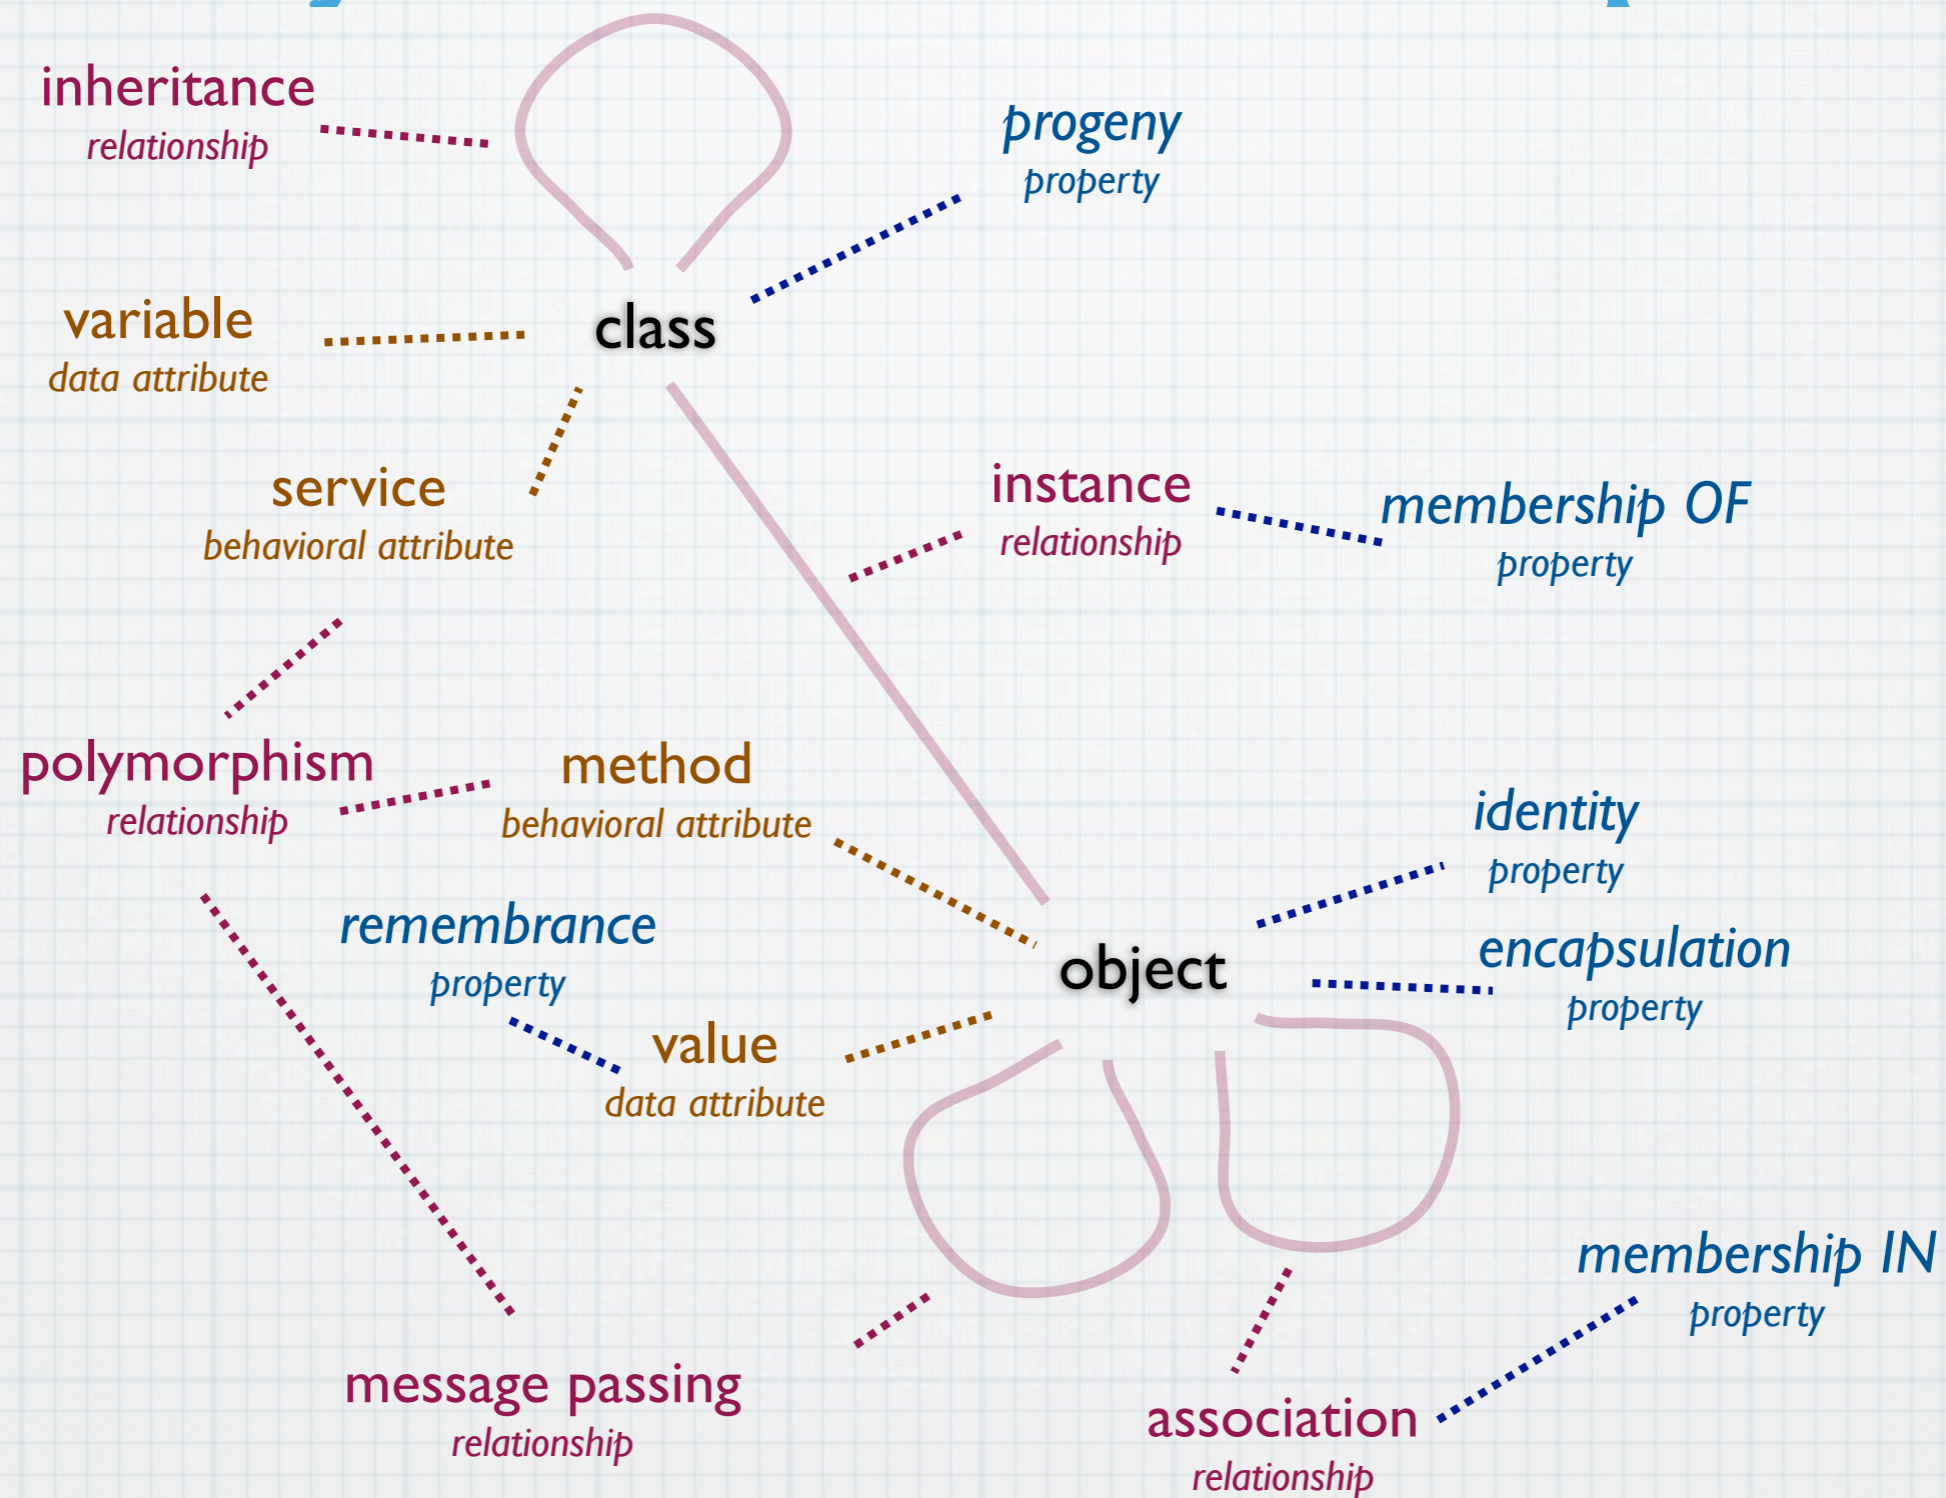 inheritance
relationship
progeny
property
variable
data attribute
class
service
behavioral attribute
instance
relationship
membership OF
property
polymorphism
relationship
method
behavioral attribute
identity
property
remembrance
property
object
encapsulation
property
value
data attribute
membership IN
property
message passing
relationship
association
relationship